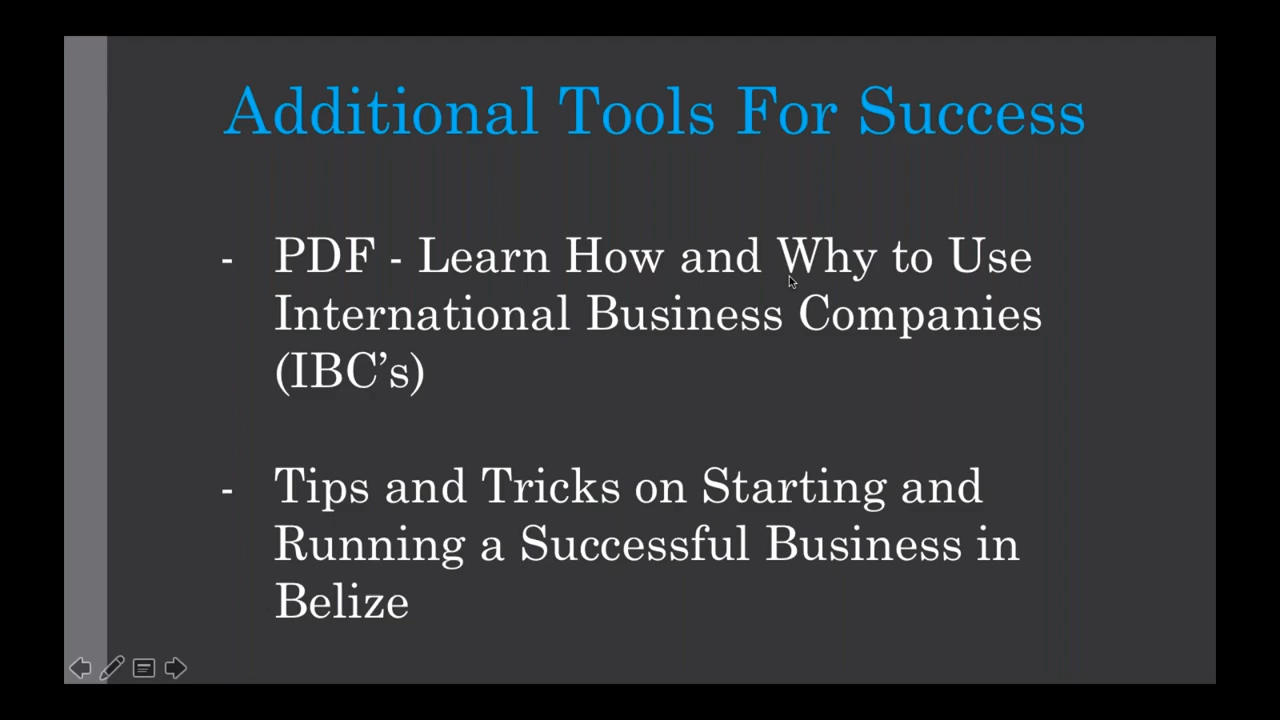 Additional Tools For Success
- PDF - Learn How and Why to Use
International Business Companies
(IBC’s)
- Tips and Tricks on Starting and
Running a Successful Business in
Belize